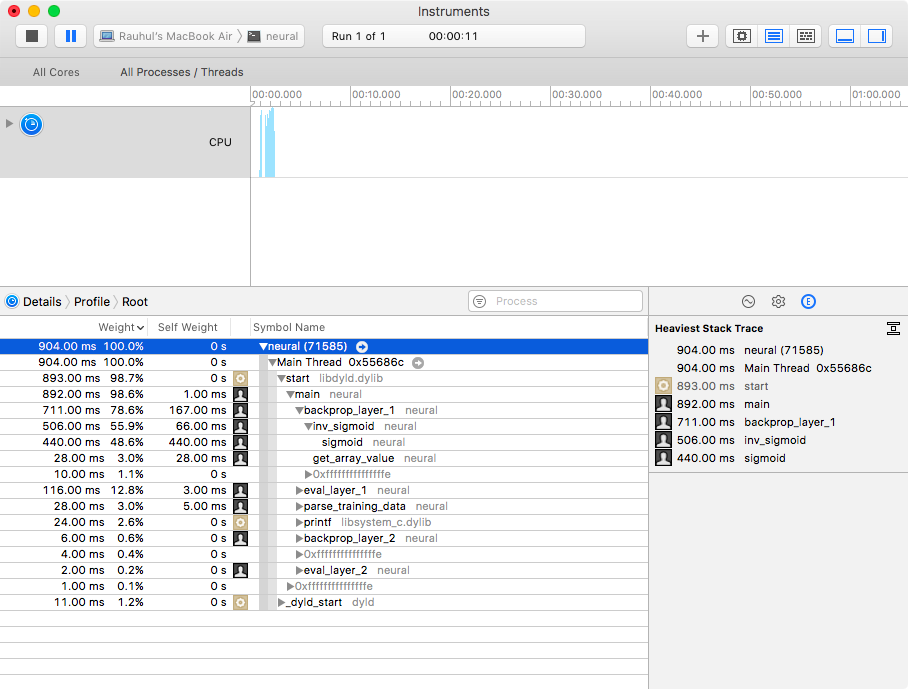 Instruments
Rauhul's MacBook Air neural Run 1 of 1 00:00:11
All Cores All Processes / Threads
00:00.000 00:10.000 00:20.000 00:30.000 00:40.000 00:50.000 01:00.000
CPU
Details Profile Root Process
Weight Self Weight Symbol Name
904.00 ms 100.0% 0 s neural (71585)
904.00 ms 100.0% 0 s Main Thread 0x55686c
893.00 ms 98.7% 0 s start libdyld.dylib
892.00 ms 98.6% 1.00 ms main neural
711.00 ms 78.6% 167.00 ms backprop_layer_1 neural
506.00 ms 55.9% 66.00 ms inv_sigmoid neural
440.00 ms 48.6% 440.00 ms sigmoid neural
28.00 ms 3.0% 28.00 ms get_array_value neural
10.00 ms 1.1% 0 s 0xfffffffffffffffe
116.00 ms 12.8% 3.00 ms eval_layer_1 neural
28.00 ms 3.0% 5.00 ms parse_training_data neural
24.00 ms 2.6% 0 s printf libsystem_c.dylib
6.00 ms 0.6% 0 s backprop_layer_2 neural
4.00 ms 0.4% 0 s 0xfffffffffffffffe
2.00 ms 0.2% 0 s eval_layer_2 neural
1.00 ms 0.1% 0 s 0xfffffffffffffffe
11.00 ms 1.2% 0 s _dyld_start dyld
E
Heaviest Stack Trace
904.00 ms neural (71585)
904.00 ms Main Thread 0x55686c
893.00 ms start
892.00 ms main
711.00 ms backprop_layer_1
506.00 ms inv_sigmoid
440.00 ms sigmoid